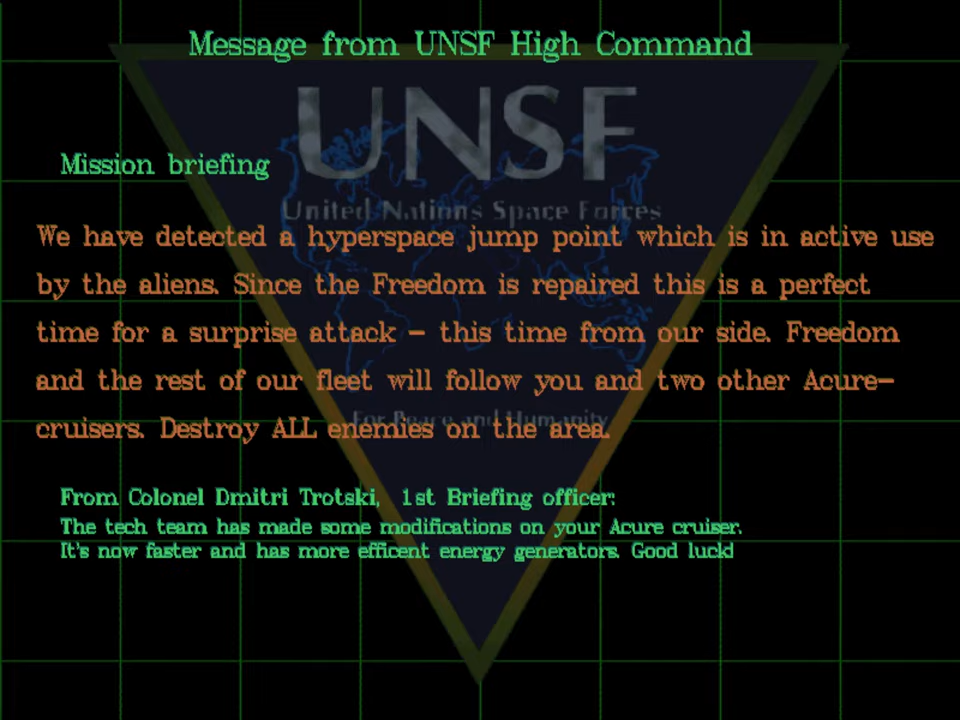 Message from UNSF High Command
UNSF
Mission briefing
United Nations Space Forces
We have detected a hyperspace jump point which is in active use
by the aliens. Since the Freedom is repaired this is a perfect
time for a surprise attack - this time from our side. Freedom
and the rest of our fleet will follow you and two other Acure-
For Peace and Humanity
cruisers. Destroy ALL enemies on the area.
From Colonel Dmitri Trotski, 1st Briefing officer:
The tech team has made some modifications on your Acure cruiser.
It's now faster and has more efficent energy generators. Good luck!